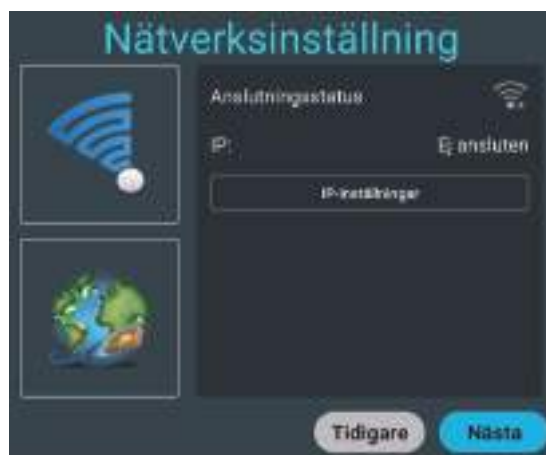 Nätverksinställning
Anslutningsstatus
IP:
Ej ansluten
IP-inställningar
Tidigare
Nästa